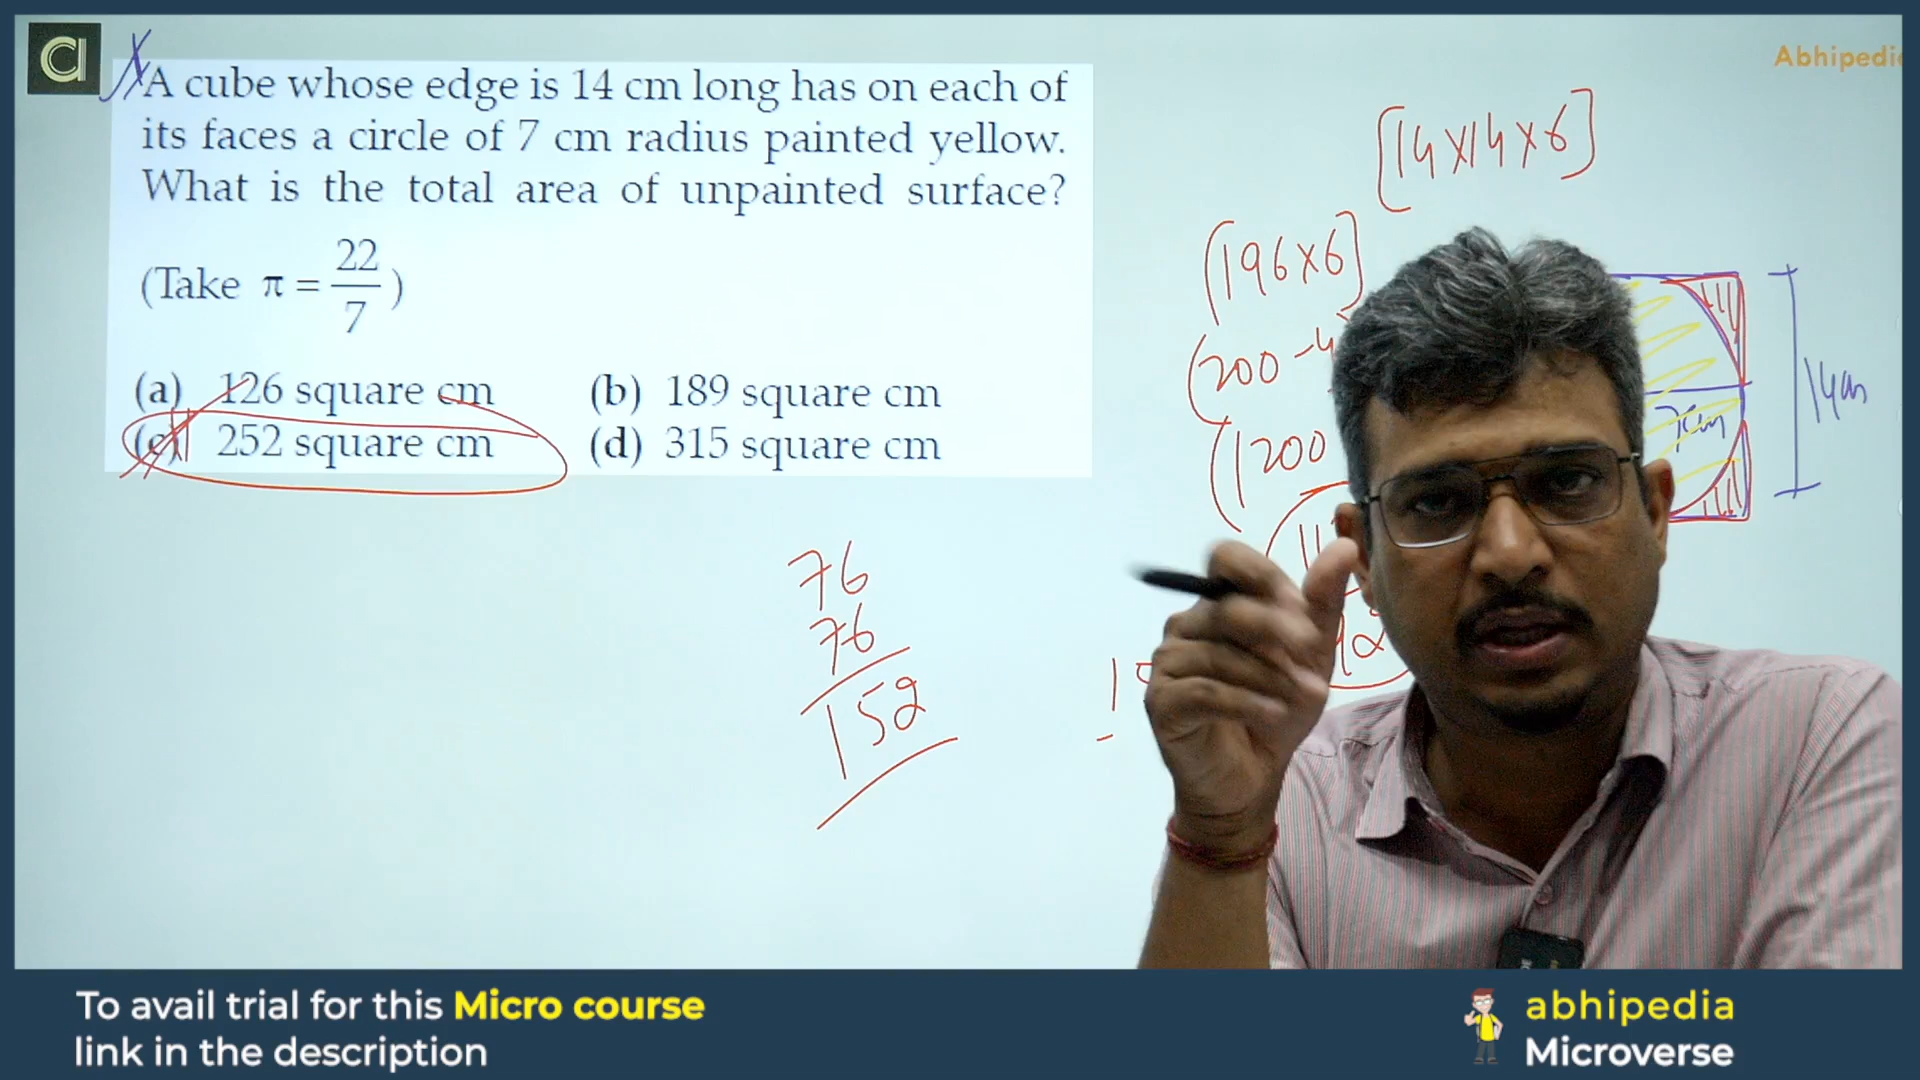 A cube whose edge is 14 cm long has on each of
its faces a circle of 7 cm radius painted yellow.
What is the total area of unpainted surface?
(Take π = 22/7)
(a) 126 square cm (b) 189 square cm
(c) 252 square cm (d) 315 square cm
Abhipedi
[14×14×6]
[196×6]
(200-4
(1200
7cm
14cm
76
76
152
To avail trial for this Micro course
link in the description
abhipedia
Microverse